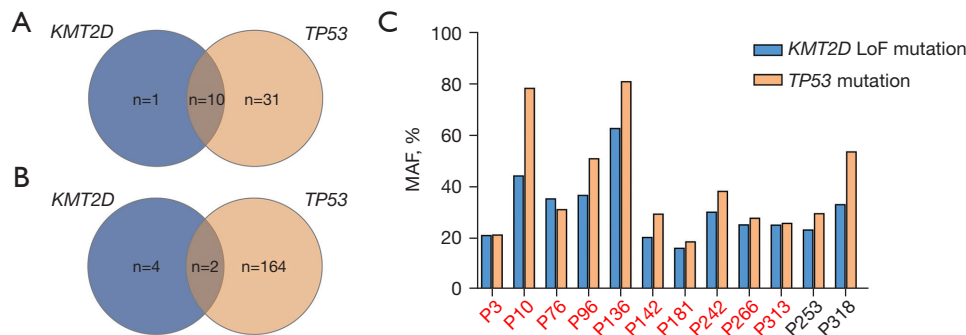 A
KMT2D
TP53
n=1
n=10
n=31
B
KMT2D
TP53
n=4
n=2
n=164
C
100
80
60
40
20
0
MAF, %
KMT2D LoF mutation
TP53 mutation
P3
P10
P76
P96
P136
P142
P181
P242
P266
P313
P253
P318